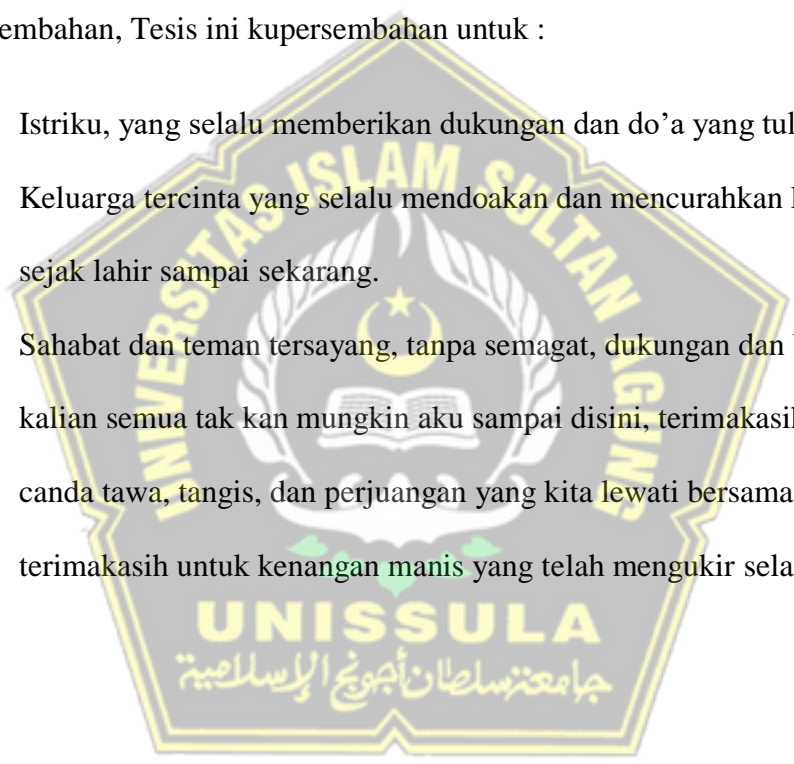 embahan, Tesis ini kupersembahan untuk :
Istriku, yang selalu memberikan dukungan dan do’a yang tul
Keluarga tercinta yang selalu mendoakan dan mencurahkan
sejak lahir sampai sekarang.
Sahabat dan teman tersayang, tanpa semagat, dukungan dan
kalian semua tak kan mungkin aku sampai disini, terimakasil
canda tawa, tangis, dan perjuangan yang kita lewati bersama
terimakasih untuk kenangan manis yang telah mengukir sela
UNIVERSITAS ISLAM SULTAN AGUNG
UNISSULA
جامعة سلطان أجونج الإسلامية